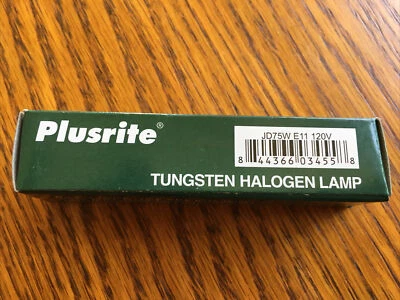 Plusrite®
JD75W E11 120V
8 44366 03455 8
TUNGSTEN HALOGEN LAMP